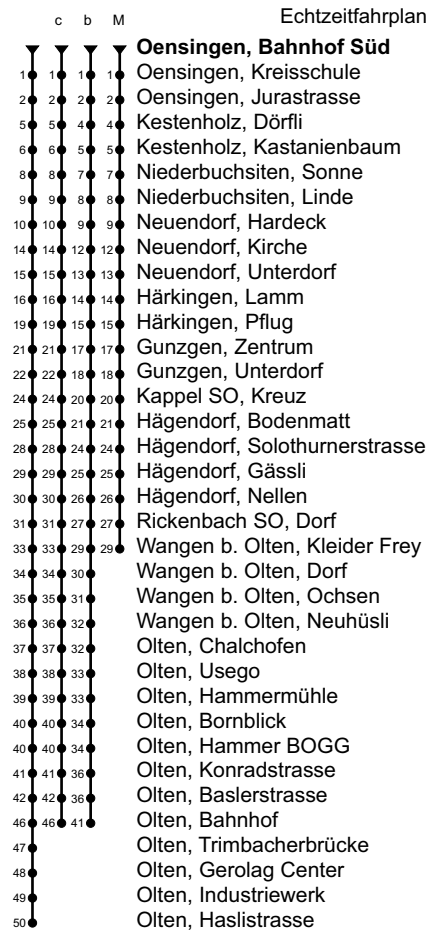 c b M Echtzeitfahrplan
Oensingen, Bahnhof Süd
1 1 1 1 Oensingen, Kreisschule
2 2 2 2 Oensingen, Jurastrasse
5 5 4 4 Kestenholz, Dörfli
6 6 5 5 Kestenholz, Kastanienbaum
8 8 7 7 Niederbuchsiten, Sonne
9 9 8 8 Niederbuchsiten, Linde
10 10 9 9 Neuendorf, Hardeck
14 14 12 12 Neuendorf, Kirche
15 15 13 13 Neuendorf, Unterdorf
16 16 14 14 Härkingen, Lamm
19 19 15 15 Härkingen, Pflug
21 21 17 17 Gunzgen, Zentrum
22 22 18 18 Gunzgen, Unterdorf
24 24 20 20 Kappel SO, Kreuz
25 25 21 21 Hägendorf, Bodenmatt
28 28 24 24 Hägendorf, Solothurnerstrasse
29 29 25 25 Hägendorf, Gässli
30 30 26 26 Hägendorf, Nellen
31 31 27 27 Rickenbach SO, Dorf
33 33 29 29 Wangen b. Olten, Kleider Frey
34 34 30 Wangen b. Olten, Dorf
35 35 31 Wangen b. Olten, Ochsen
36 36 32 Wangen b. Olten, Neuhüsli
37 37 32 Olten, Chalchofen
38 38 33 Olten, Usego
39 39 33 Olten, Hammermühle
40 40 34 Olten, Bornblick
40 40 34 Olten, Hammer BOGG
41 41 36 Olten, Konradstrasse
42 42 36 Olten, Baslerstrasse
46 46 41 Olten, Bahnhof
47 Olten, Trimbacherbrücke
48 Olten, Gerolag Center
49 Olten, Industriewerk
50 Olten, Haslistrasse